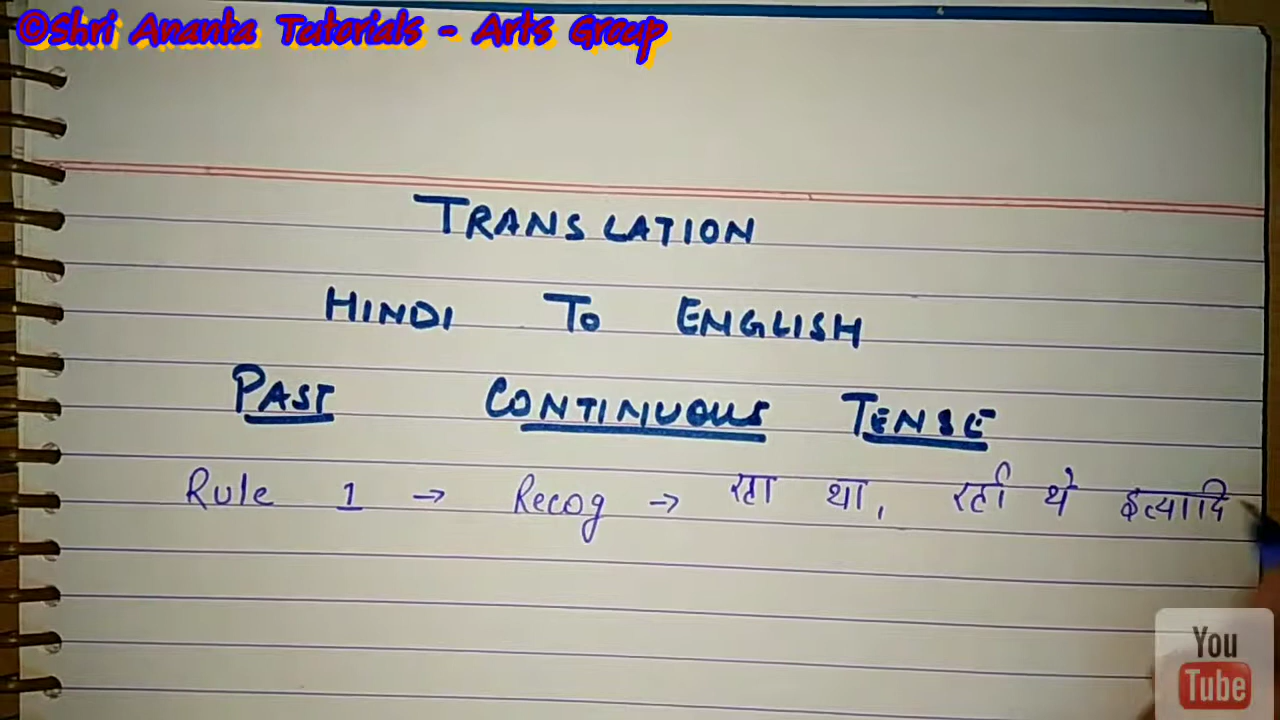 ©Shri Ananta Tutorials - Arts Group
TRANSLATION
HINDI TO ENGLISH
PAST CONTINUOUS TENSE
Rule 1 → Recog → रहा था, रही थे इत्यादि
You
Tube